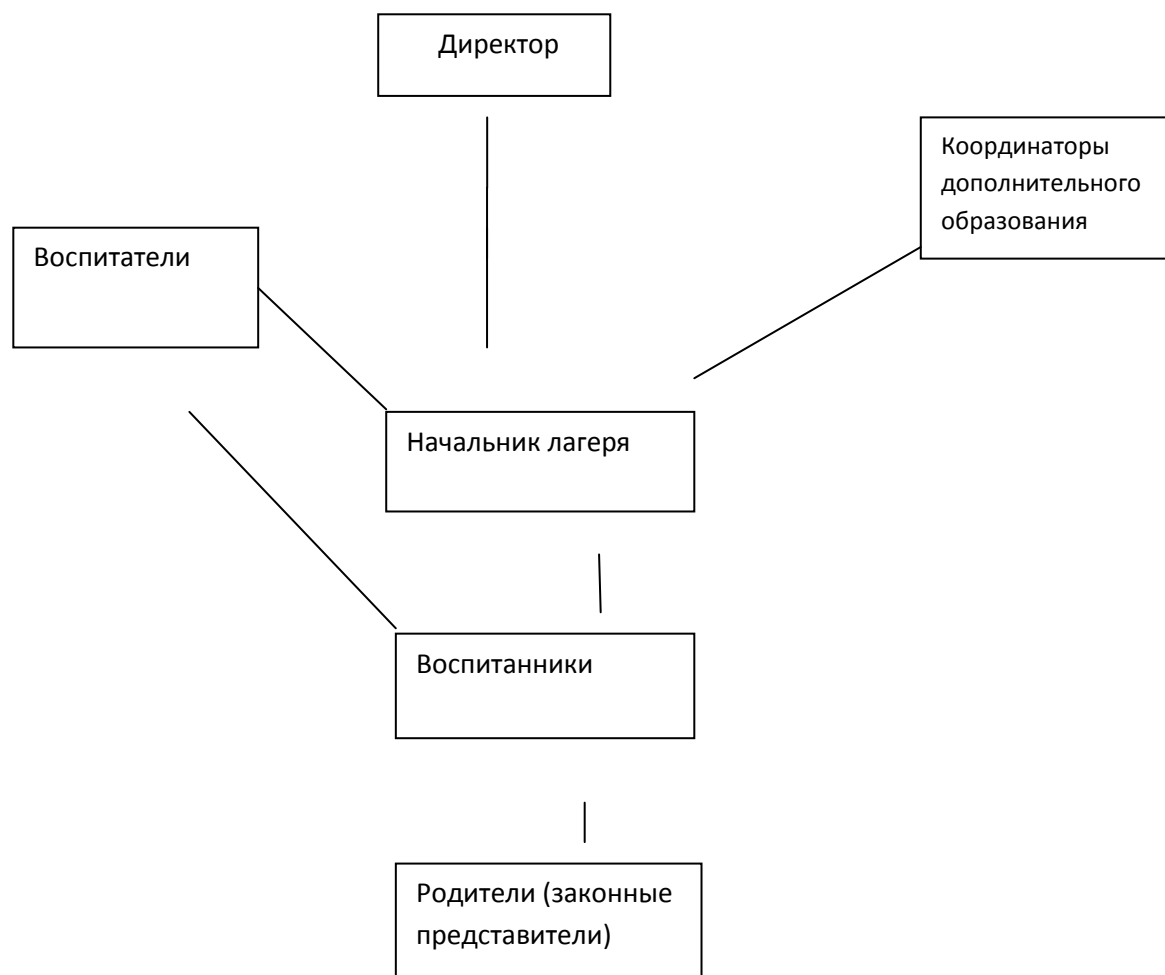 Директор
Координаторы
дополнительного
образования
Воспитатели
Начальник лагеря
Воспитанники
Родители (законные
представители)